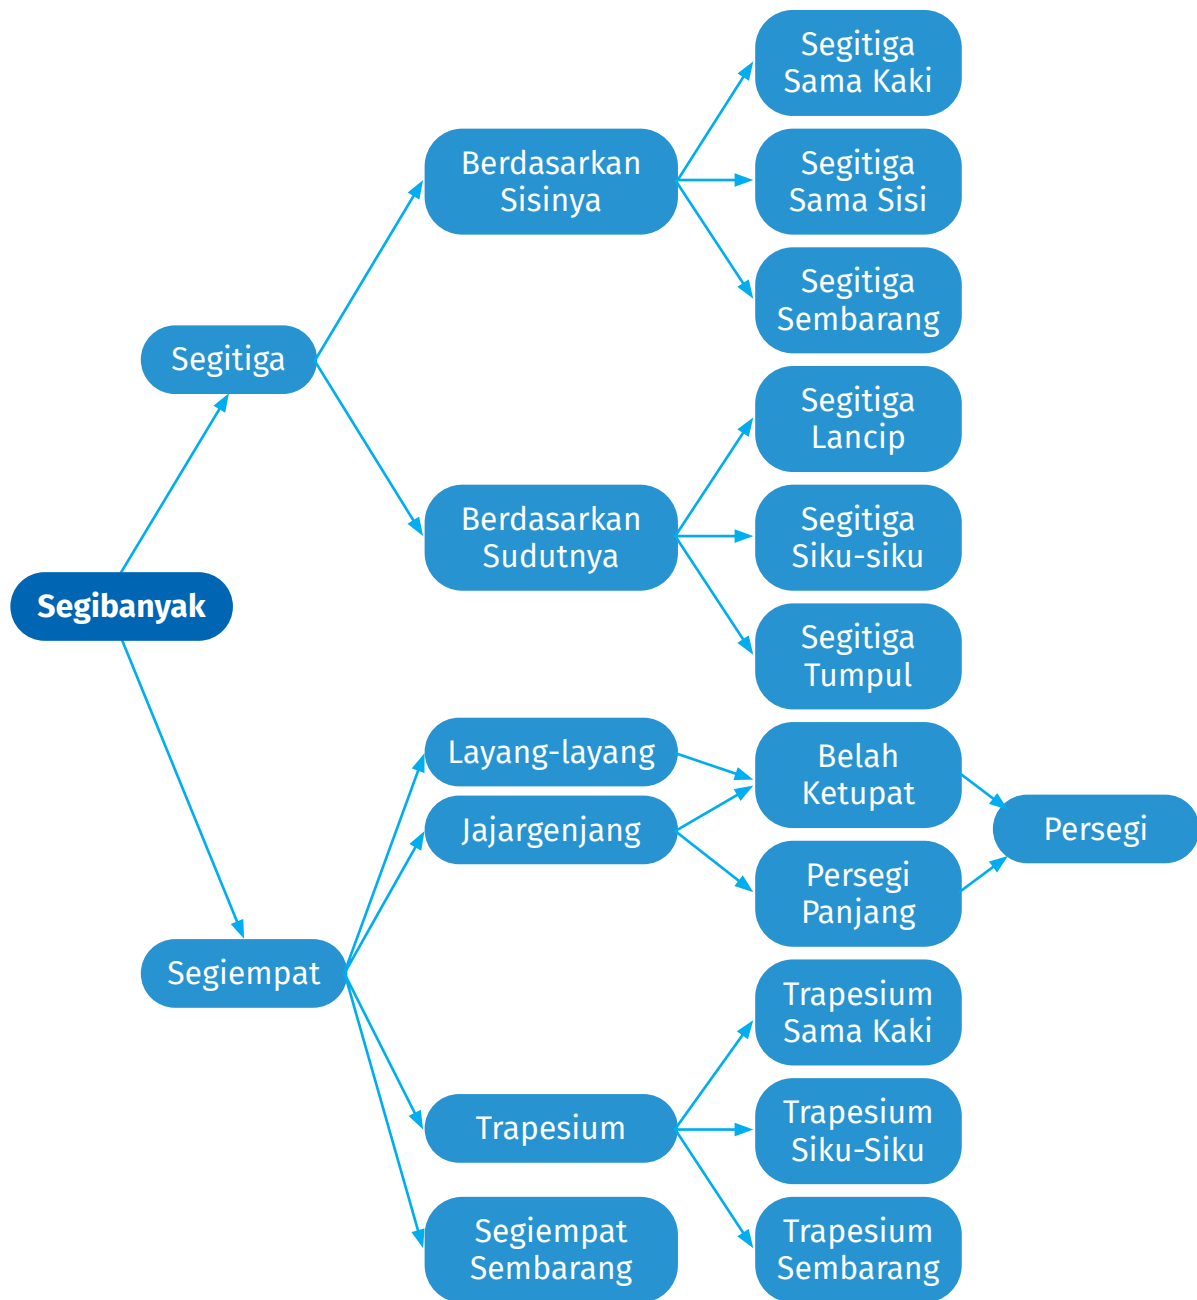 Segitiga
Sama Kaki
Berdasarkan
Sisinya
Segitiga
Sama Sisi
Segitiga
Sembarang
Segitiga
Segitiga
Lancip
Berdasarkan
Sudutnya
Segitiga
Siku-siku
Segibanyak
Segitiga
Tumpul
Layang-layang
Belah
Ketupat
Jajargenjang
Persegi
Persegi
Panjang
Segiempat
Trapesium
Sama Kaki
Trapesium
Trapesium
Siku-Siku
Segiempat
Sembarang
Trapesium
Sembarang